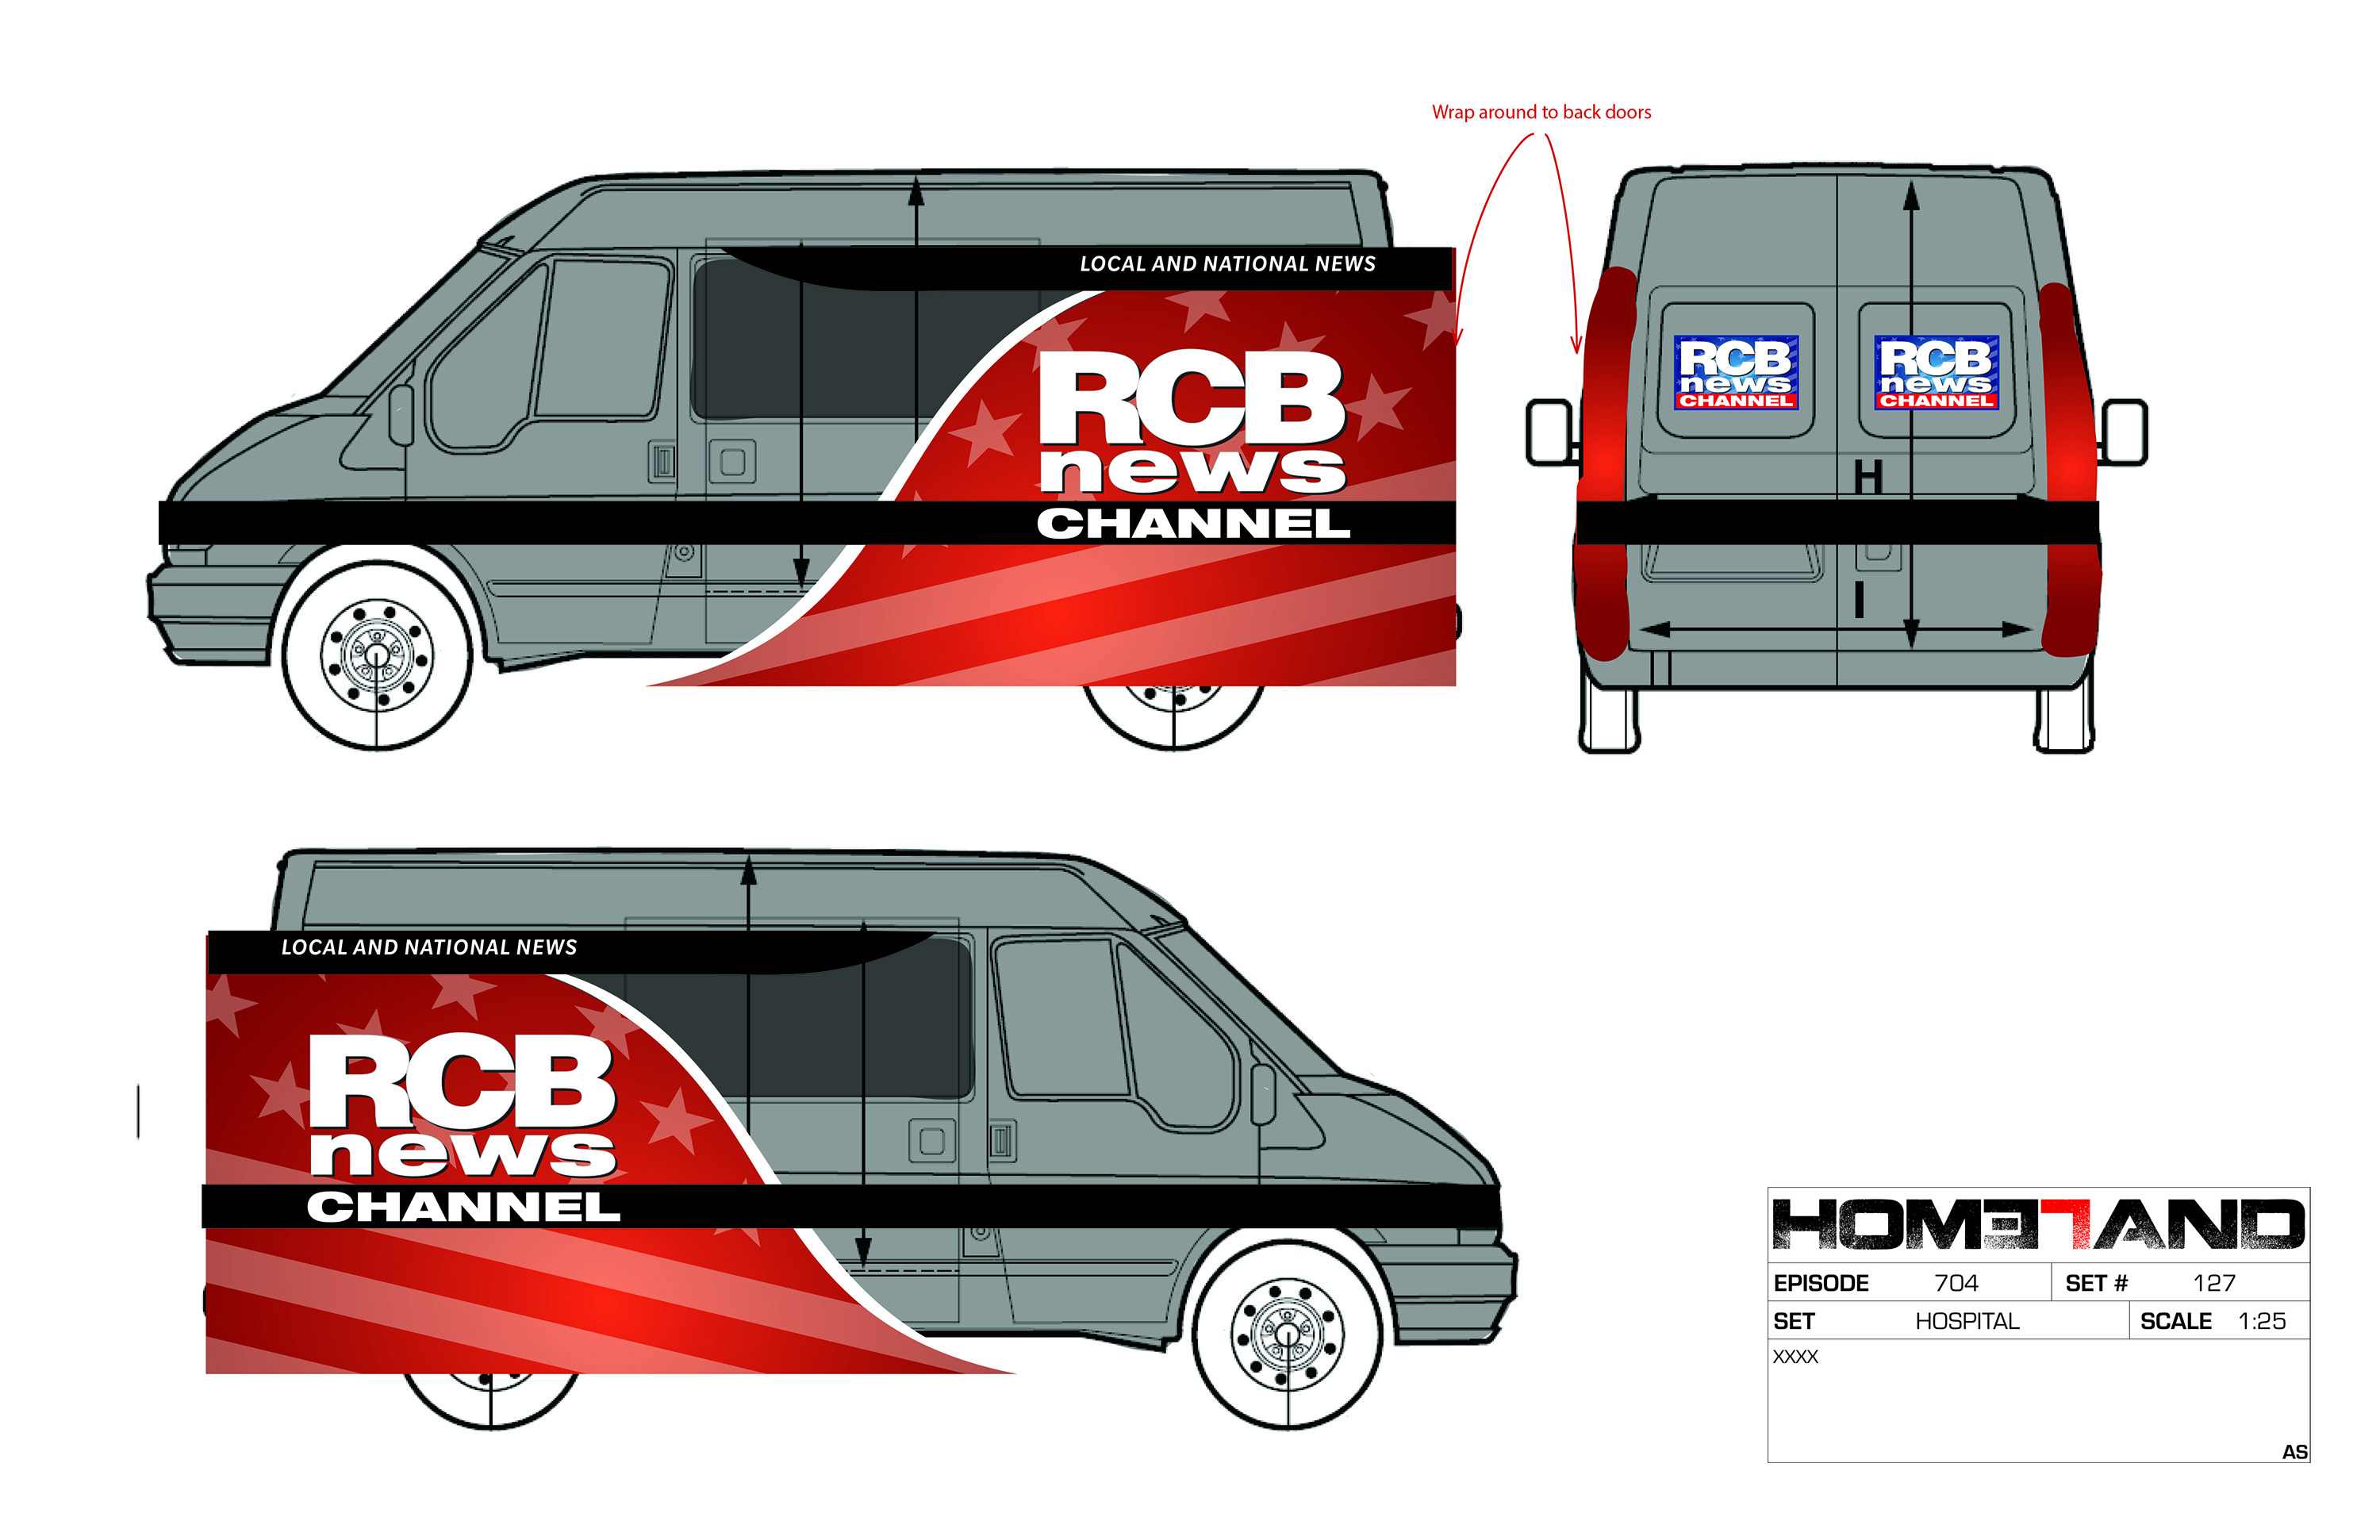 Wrap around to back doors
LOCAL AND NATIONAL NEWS
RCB
news
CHANNEL
RCB
news
CHANNEL
RCB
news
CHANNEL
H
I
LOCAL AND NATIONAL NEWS
RCB
news
CHANNEL
HOMELAND
EPISODE 704 SET # 127
SET HOSPITAL SCALE 1:25
XXXX
AS